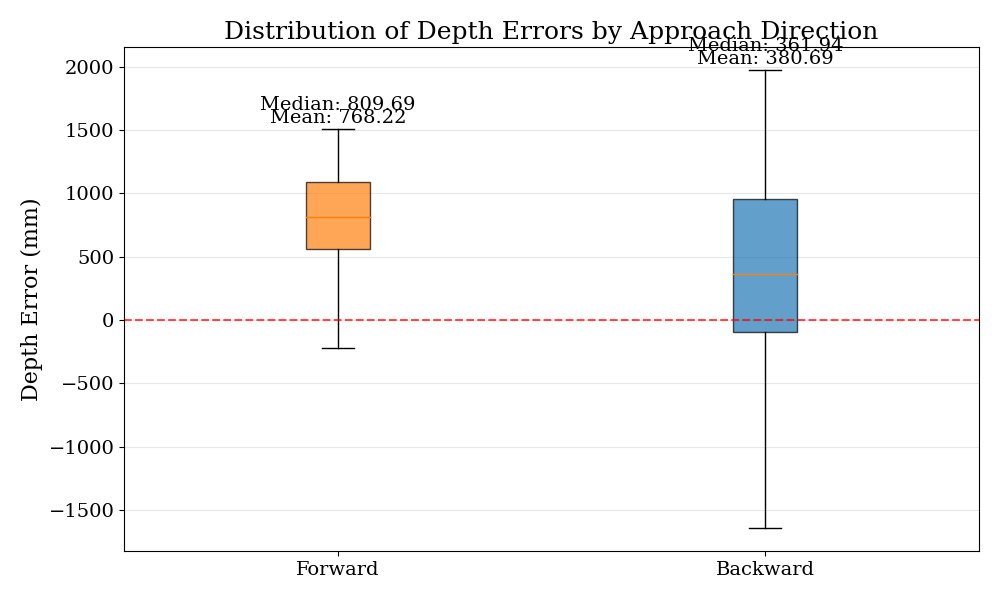 Distribution of Depth Errors by Approach Direction
Median: 361.94
Mean: 380.69
Median: 809.69
Mean: 768.22
Depth Error (mm)
2000
1500
1000
500
0
−500
−1000
−1500
Forward
Backward